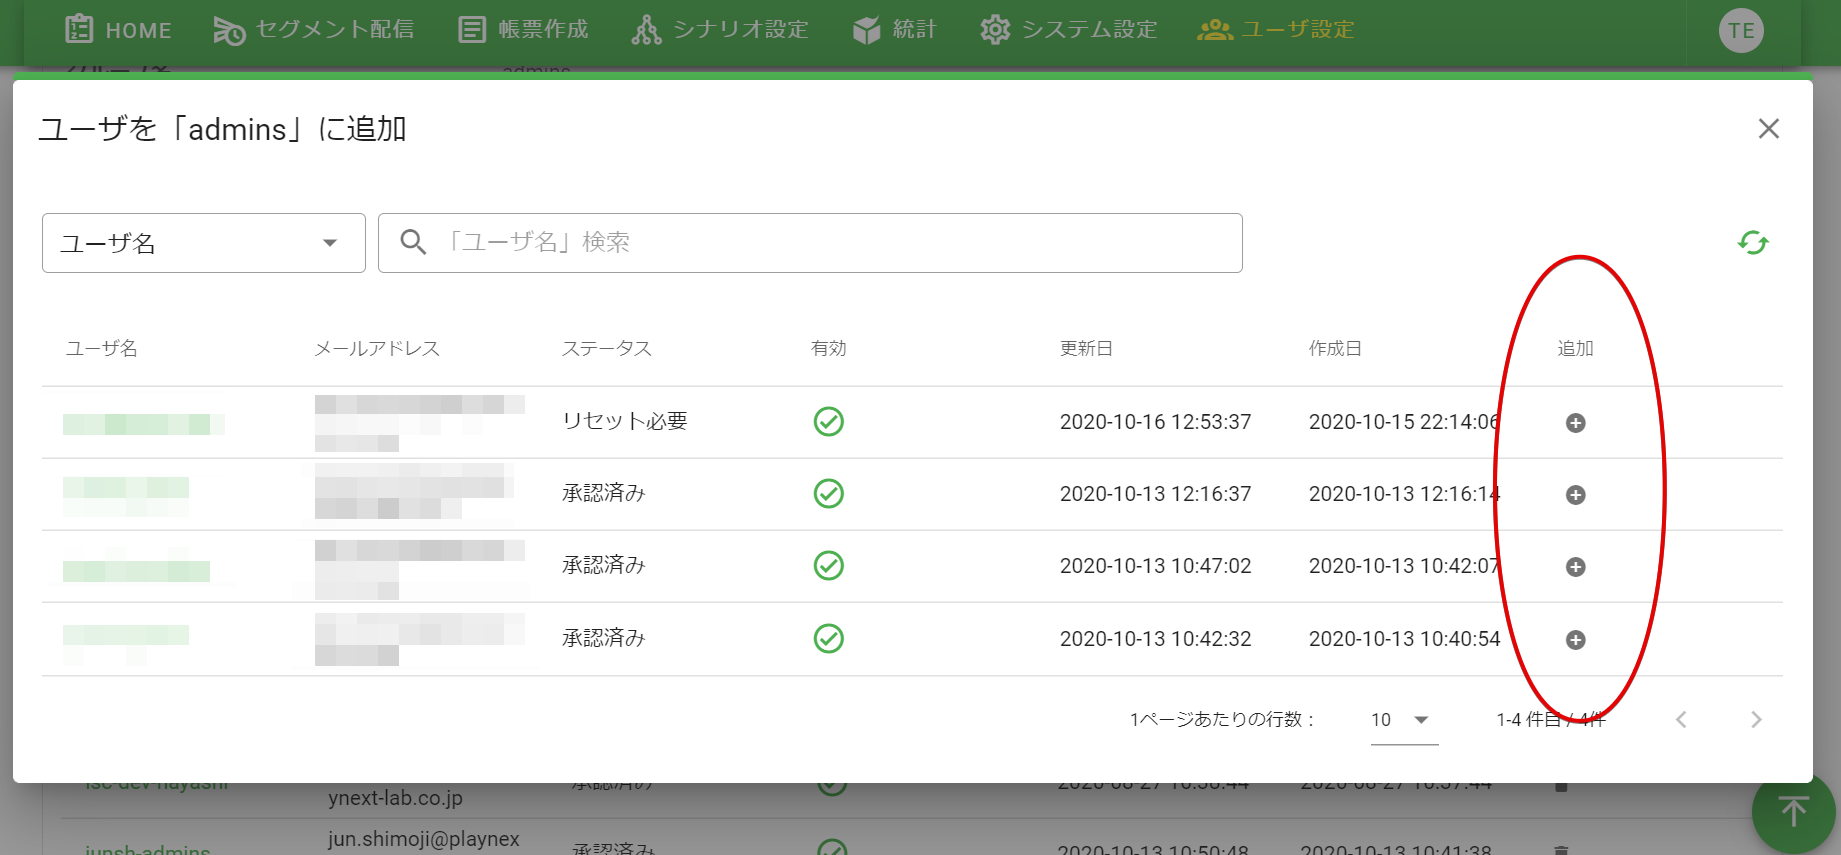 HOME セグメント配信 帳票作成 シナリオ設定 統計 システム設定 ユーザ設定 TE
admins
ユーザを「admins」に追加
ユーザ名 「ユーザ名」検索
ユーザ名 メールアドレス ステータス 有効 更新日 作成日 追加
リセット必要 2020-10-16 12:53:37 2020-10-15 22:14:06
承認済み 2020-10-13 12:16:37 2020-10-13 12:16:14
承認済み 2020-10-13 10:47:02 2020-10-13 10:42:07
承認済み 2020-10-13 10:42:32 2020-10-13 10:40:54
1ページあたりの行数： 10 1-4 件目 / 4件
ynext-lab.co.jp
jun.shimoji@playnex
junsh-admins 承認済み 2020-10-13 10:50:48 2020-10-13 10:41:38